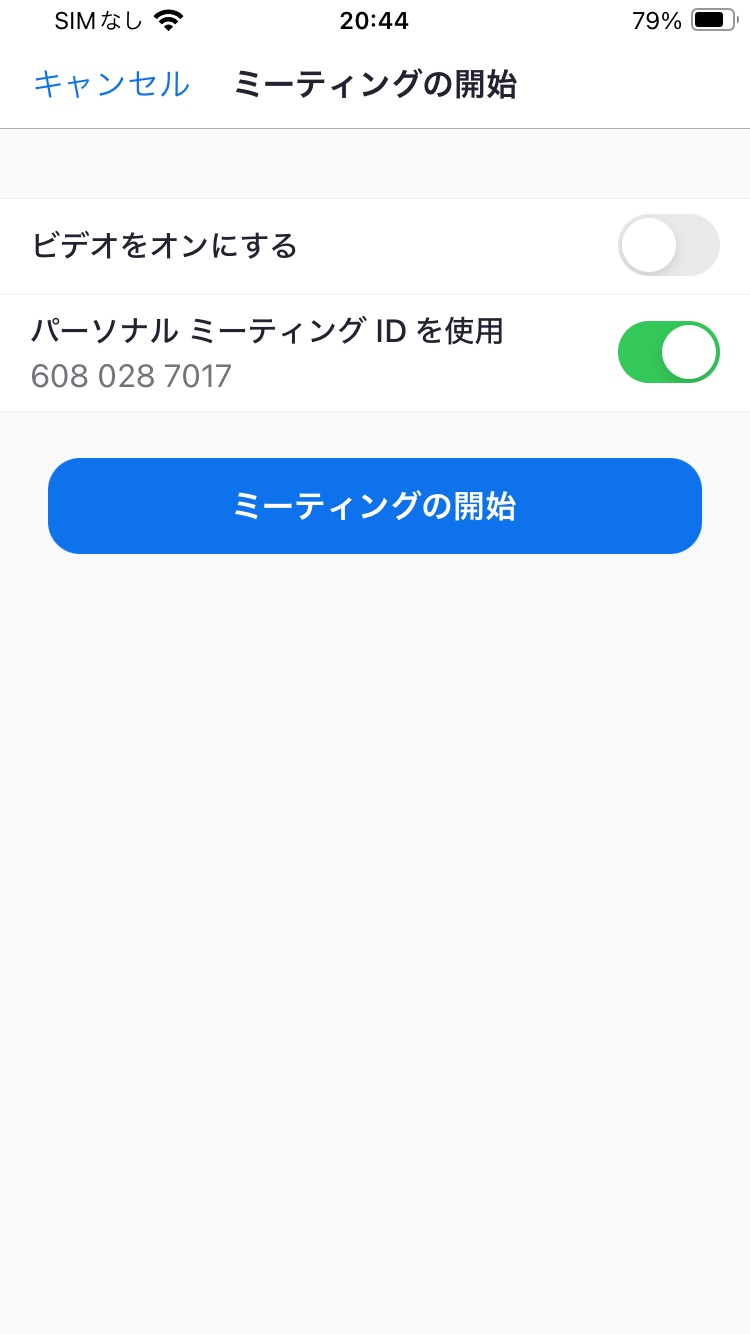 SIMなし 20:44 79%
キャンセル ミーティングの開始
ビデオをオンにする
パーソナル ミーティング ID を使用
608 028 7017
ミーティングの開始